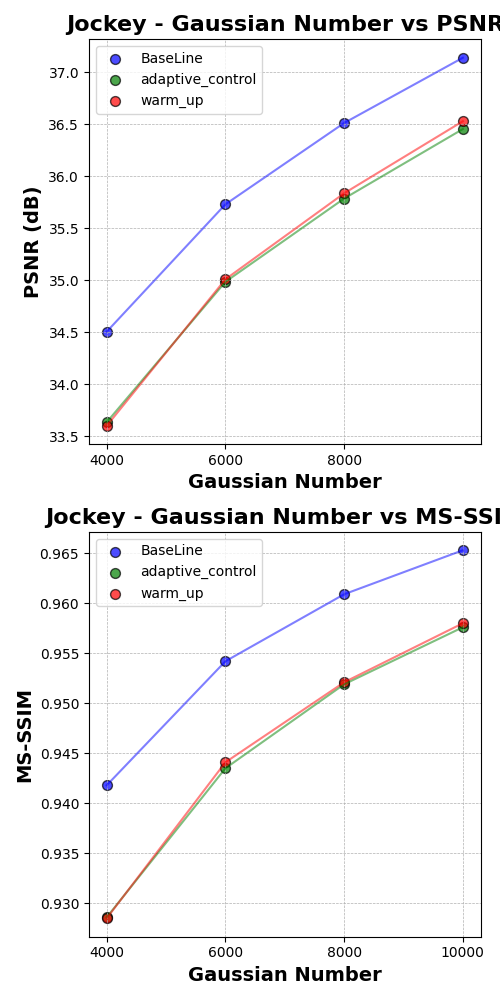 Jockey - Gaussian Number vs PSNR
BaseLine
adaptive_control
warm_up
37.0
36.5
36.0
35.5
35.0
34.5
34.0
33.5
PSNR (dB)
4000 6000 8000
Gaussian Number
Jockey - Gaussian Number vs MS-SSI
BaseLine
adaptive_control
warm_up
0.965
0.960
0.955
0.950
0.945
0.940
0.935
0.930
MS-SSIM
4000 6000 8000 10000
Gaussian Number